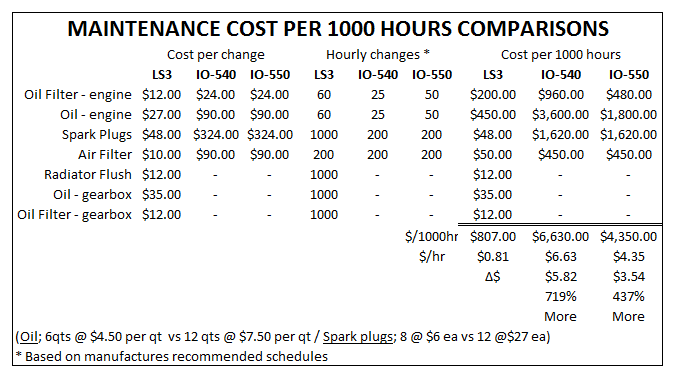 MAINTENANCE COST PER 1000 HOURS COMPARISONS
Cost per change Hourly changes * Cost per 1000 hours
LS3 IO-540 IO-550 LS3 IO-540 IO-550 LS3 IO-540 IO-550
Oil Filter - engine $12.00 $24.00 $24.00 60 25 50 $200.00 $960.00 $480.00
Oil - engine $27.00 $90.00 $90.00 60 25 50 $450.00 $3,600.00 $1,800.00
Spark Plugs $48.00 $324.00 $324.00 1000 200 200 $48.00 $1,620.00 $1,620.00
Air Filter $10.00 $90.00 $90.00 200 200 200 $50.00 $450.00 $450.00
Radiator Flush $12.00 - - 1000 - - $12.00 - -
Oil - gearbox $35.00 - - 1000 - - $35.00 - -
Oil Filter - gearbox $12.00 - - 1000 - - $12.00 - -
$/1000hr $807.00 $6,630.00 $4,350.00
$/hr $0.81 $6.63 $4.35
Δ$ $5.82 $3.54
719% 437%
More More
(Oil; 6qts @ $4.50 per qt vs 12 qts @ $7.50 per qt / Spark plugs; 8 @ $6 ea vs 12 @$27 ea)
* Based on manufactures recommended schedules